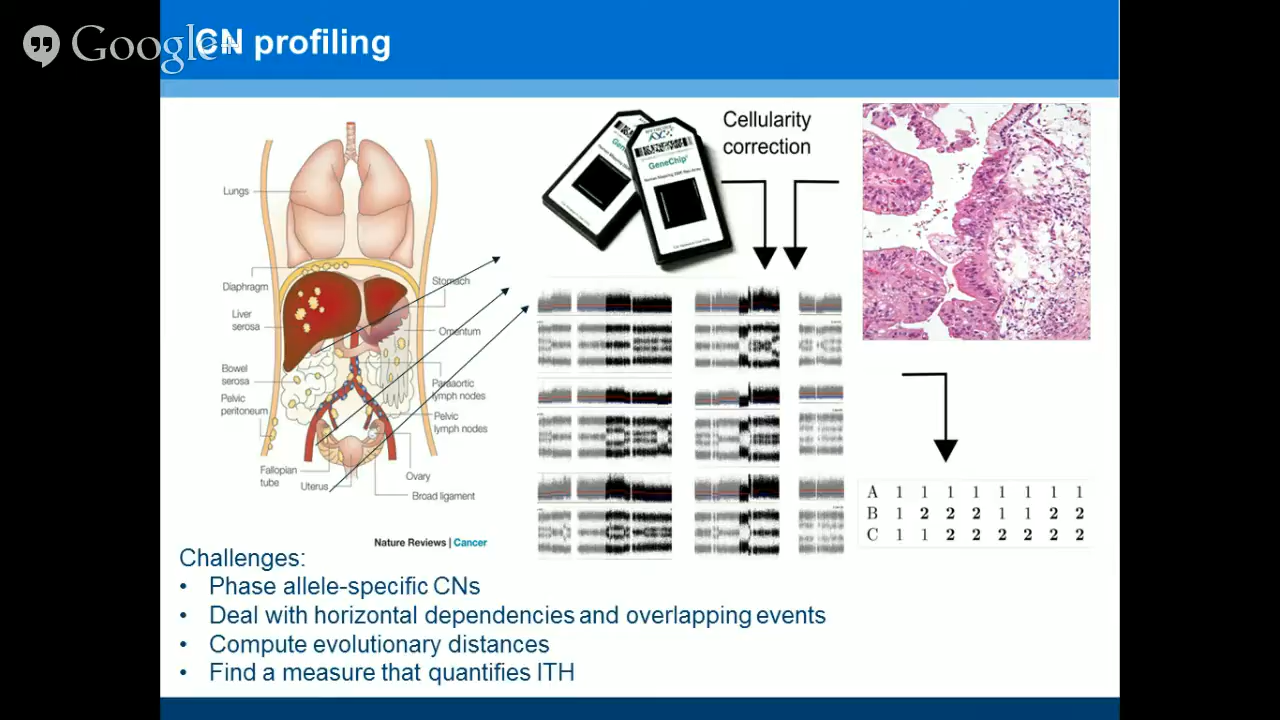 Google+
CN profiling
Cellularity
correction
GeneChip®
Lungs
Diaphragm
Liver
serosa
Bowel
serosa
Pelvic
peritoneum
Fallopian
tube
Uterus
Stomach
Omentum
Paraaortic
lymph nodes
Pelvic
lymph nodes
Ovary
Broad ligament
Nature Reviews | Cancer
A 1 1 1 1 1 1 1 1
B 1 2 2 2 1 1 2 2
C 1 1 2 2 2 2 2 2
Challenges:
• Phase allele-specific CNs
• Deal with horizontal dependencies and overlapping events
• Compute evolutionary distances
• Find a measure that quantifies ITH